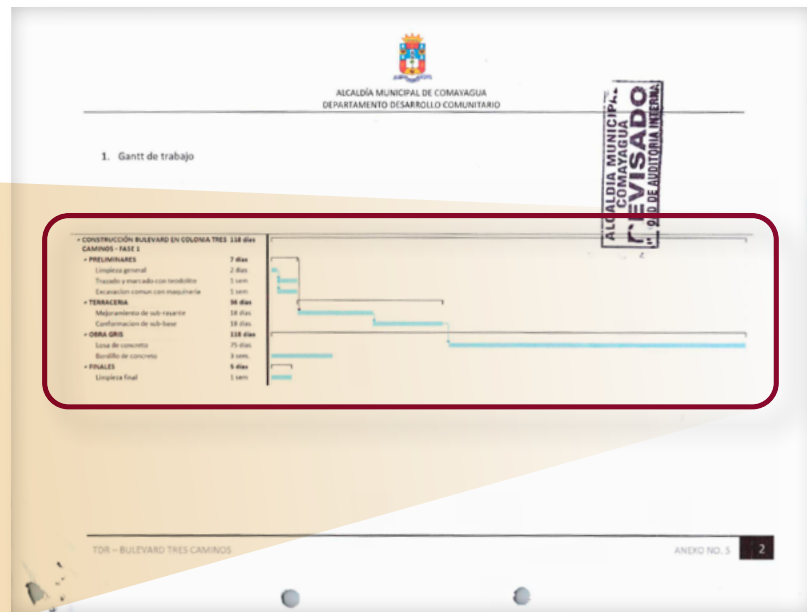 ALCALDÍA MUNICIPAL DE COMAYAGUA
DEPARTAMENTO DESARROLLO COMUNITARIO
ALCALDIA MUNICIPAL
COMAYAGUA
REVISADO
DE AUDITORIA INTERNA
1. Gantt de trabajo
CONSTRUCCIÓN BULEVARD EN COLONIA TRES CAMINOS - FASE 1 118 días
PRELIMINARES 7 días
Limpieza general 2 días
Trazado y marcado con teodolito 1 sem
Excavacion comun con maquinaria 1 sem
TERRACERIA 36 días
Mejoramiento de sub-rasante 18 días
Conformacion de sub-base 18 días
OBRA GRIS 118 días
Losa de concreto 75 días
Bordillo de concreto 3 sem.
FINALES 5 días
Limpieza final 1 sem
TDR – BULEVARD TRES CAMINOS
ANEXO NO. 5 2